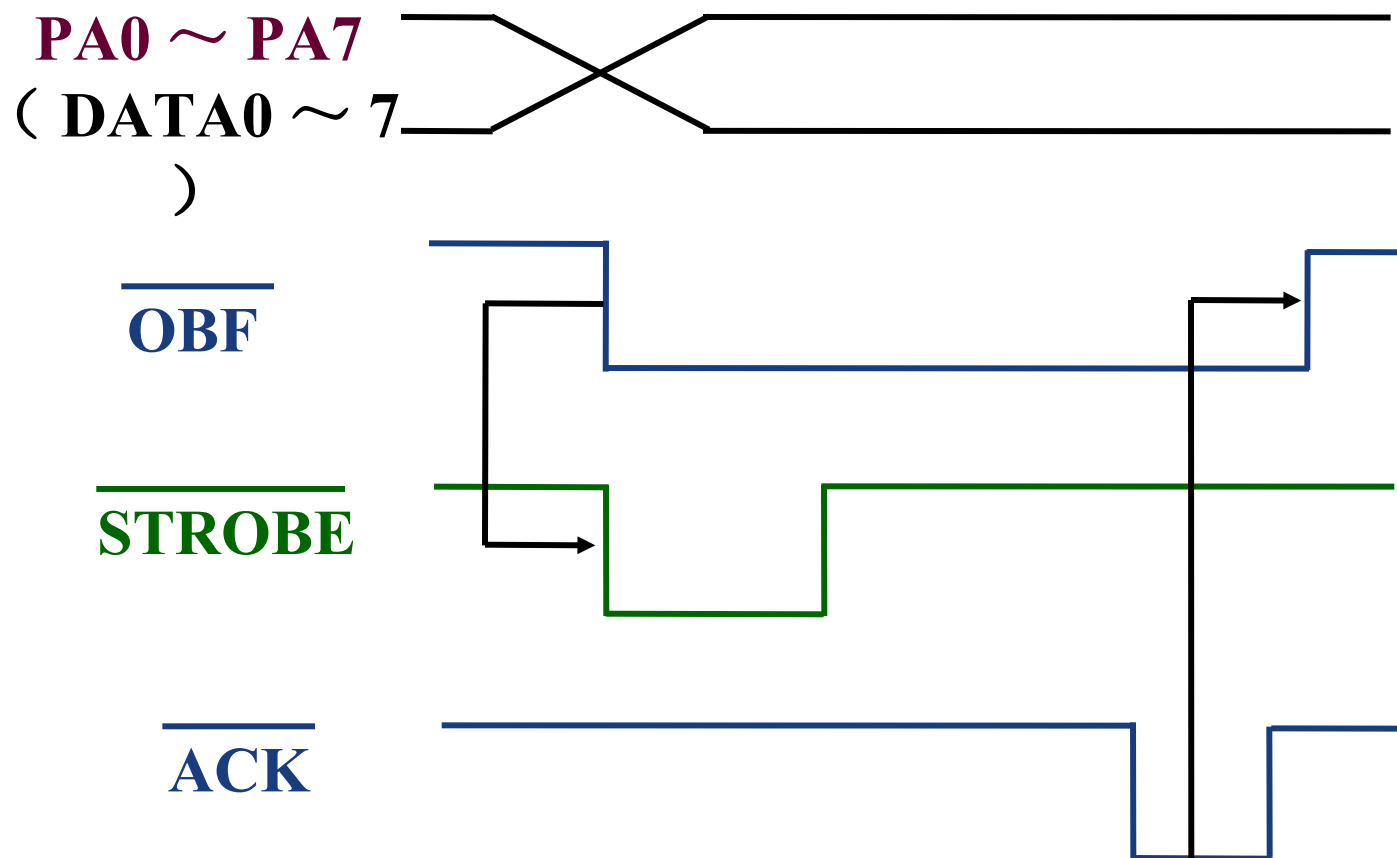 PA0 ～ PA7
（ DATA0 ～ 7
）
OBF
STROBE
ACK